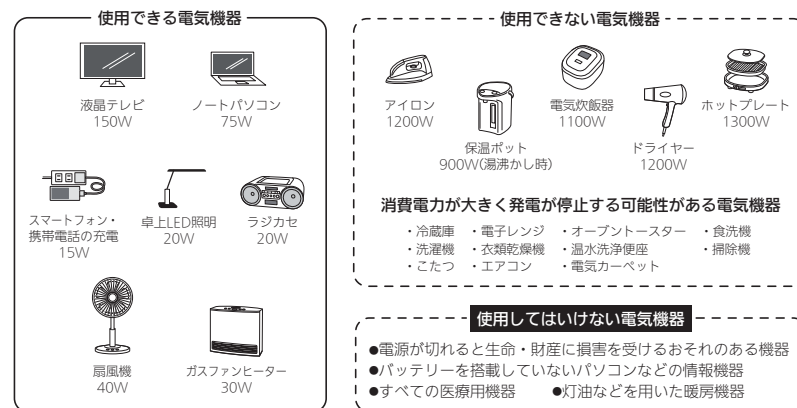 使用できる電気機器
液晶テレビ
150W
ノートパソコン
75W
スマートフォン・
携帯電話の充電
15W
卓上LED照明
20W
ラジカセ
20W
扇風機
40W
ガスファンヒーター
30W
使用できない電気機器
アイロン
1200W
保温ポット
900W(湯沸かし時)
電気炊飯器
1100W
ドライヤー
1200W
ホットプレート
1300W
消費電力が大きく発電が停止する可能性がある電気機器
・冷蔵庫 ・電子レンジ ・オーブントースター ・食洗機
・洗濯機 ・衣類乾燥機 ・温水洗浄便座 ・掃除機
・こたつ ・エアコン ・電気カーペット
使用してはいけない電気機器
●電源が切れると生命・財産に損害を受けるおそれのある機器
●バッテリーを搭載していないパソコンなどの情報機器
●すべての医療用機器 ●灯油などを用いた暖房機器